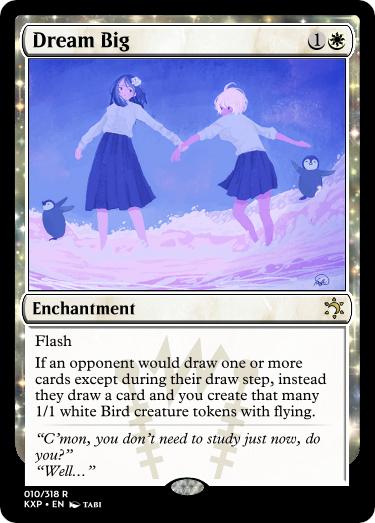 Dream Big 1
Enchantment
Flash
If an opponent would draw one or more
cards except during their draw step, instead
they draw a card and you create that many
1/1 white Bird creature tokens with flying.
“C’mon, you don’t need to study just now, do
you?”
“Well...”
010/318 R
KXP • EN TABI